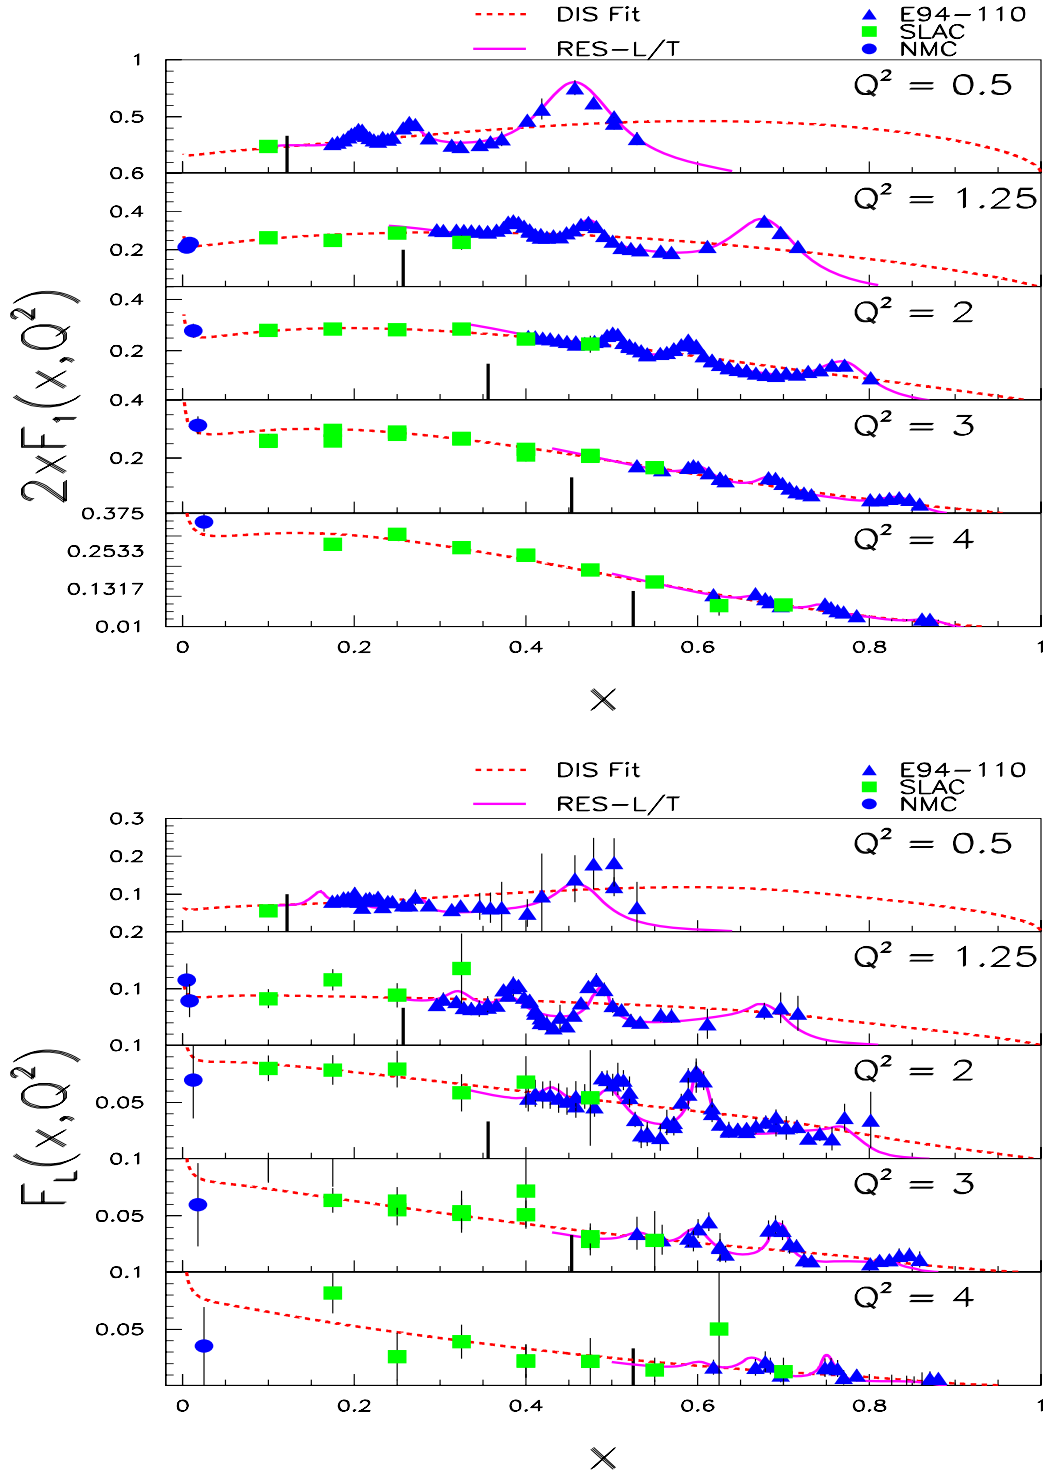 DIS Fit E94-110
SLAC
RES-L/T NMC
1
Q² = 0.5
0.5
0.6
Q² = 1.25
0.4
0.2
0.4
Q² = 2
0.2
0.4
Q² = 3
0.2
0.375
Q² = 4
0.2533
0.1317
0.01
0 0.2 0.4 0.6 0.8 1
2xF₁(x,Q²)
x
DIS Fit E94-110
SLAC
RES-L/T NMC
0.3
Q² = 0.5
0.2
0.1
0.2
Q² = 1.25
0.1
0.1
Q² = 2
0.05
0.1
Q² = 3
0.05
0.1
Q² = 4
0.05
0 0.2 0.4 0.6 0.8 1
F_L(x,Q²)
x